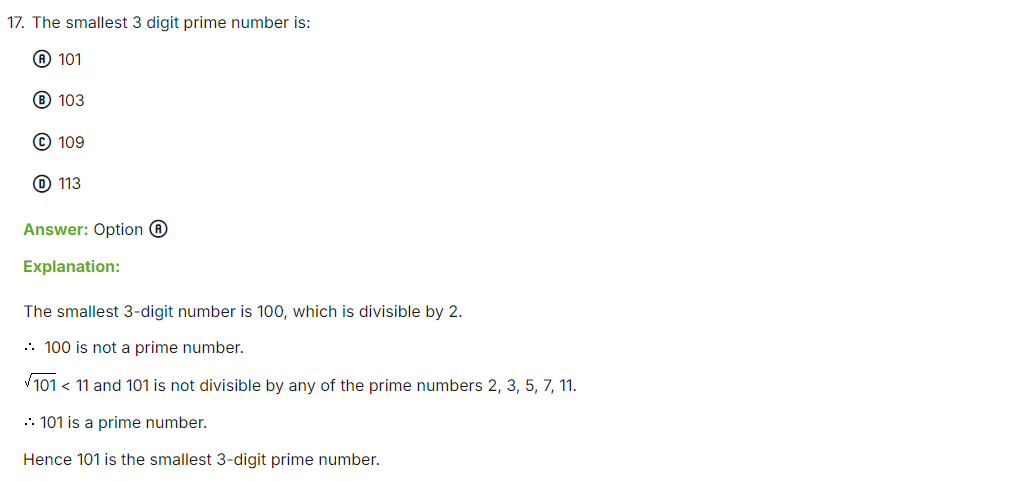 17. The smallest 3 digit prime number is:
Ⓐ 101
Ⓑ 103
Ⓒ 109
Ⓓ 113
Answer: Option Ⓐ
Explanation:
The smallest 3-digit number is 100, which is divisible by 2.
∴ 100 is not a prime number.
√101 < 11 and 101 is not divisible by any of the prime numbers 2, 3, 5, 7, 11.
∴ 101 is a prime number.
Hence 101 is the smallest 3-digit prime number.